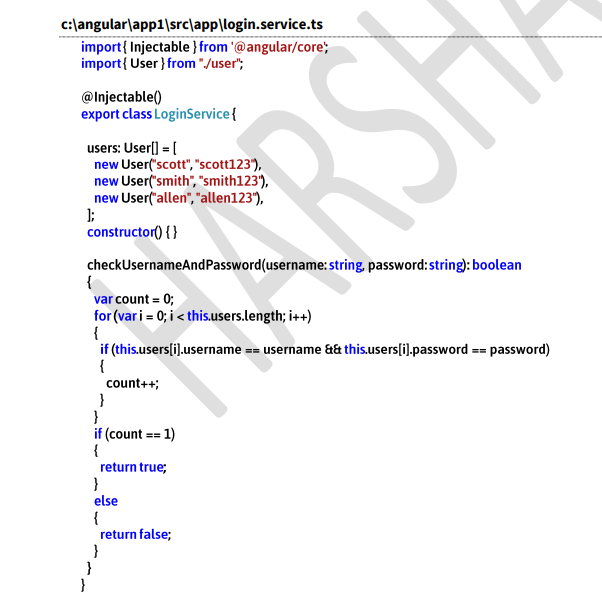 c:\angular\app1\src\app\login.service.ts
import { Injectable } from '@angular/core';
import { User } from "./user";
@Injectable()
export class LoginService {
users: User[] = [
new User("scott", "scott123"),
new User("smith", "smith123"),
new User("allen", "allen123"),
];
constructor() { }
checkUsernameAndPassword(username: string, password: string): boolean
{
var count = 0;
for (var i = 0; i < this.users.length; i++)
{
if (this.users[i].username == username && this.users[i].password == password)
{
count++;
}
}
if (count == 1)
{
return true;
}
else
{
return false;
}
}
}
HARSHA